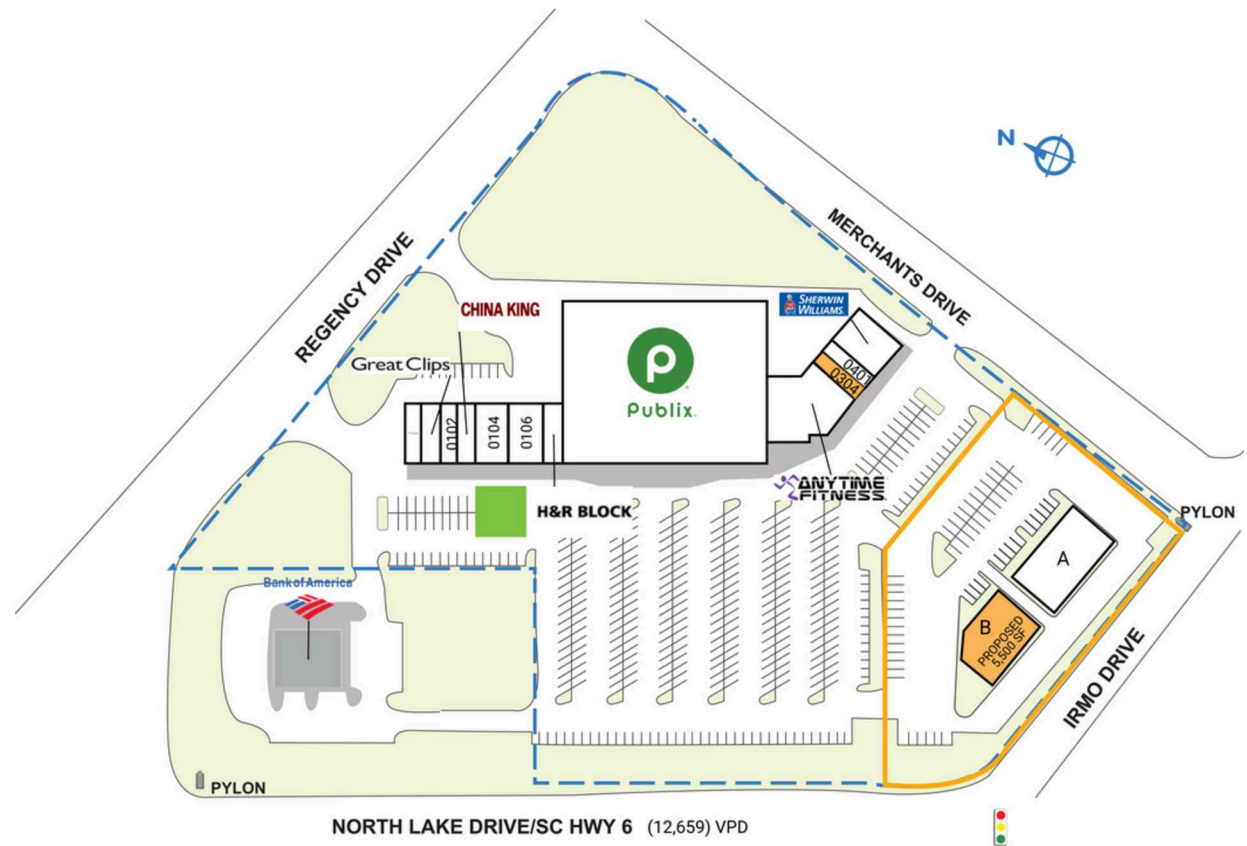 N
MERCHANTS DRIVE
REGENCY DRIVE
CHINA KING
SHERWIN
WILLIAMS
Great Clips
P
Publix
0401
0304
0102
0104
0106
ANYTIME
FITNESS
H&R BLOCK
PYLON
A
Bank of America
B
PROPOSED
5,500 SF
IRMO DRIVE
PYLON
NORTH LAKE DRIVE/SC HWY 6 (12,659) VPD